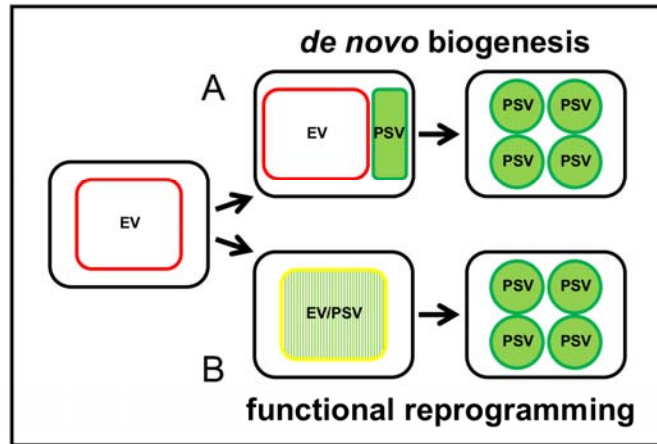 de novo biogenesis
A
EV
PSV
PSV PSV
PSV PSV
EV
EV/PSV
PSV PSV
PSV PSV
B
functional reprogramming